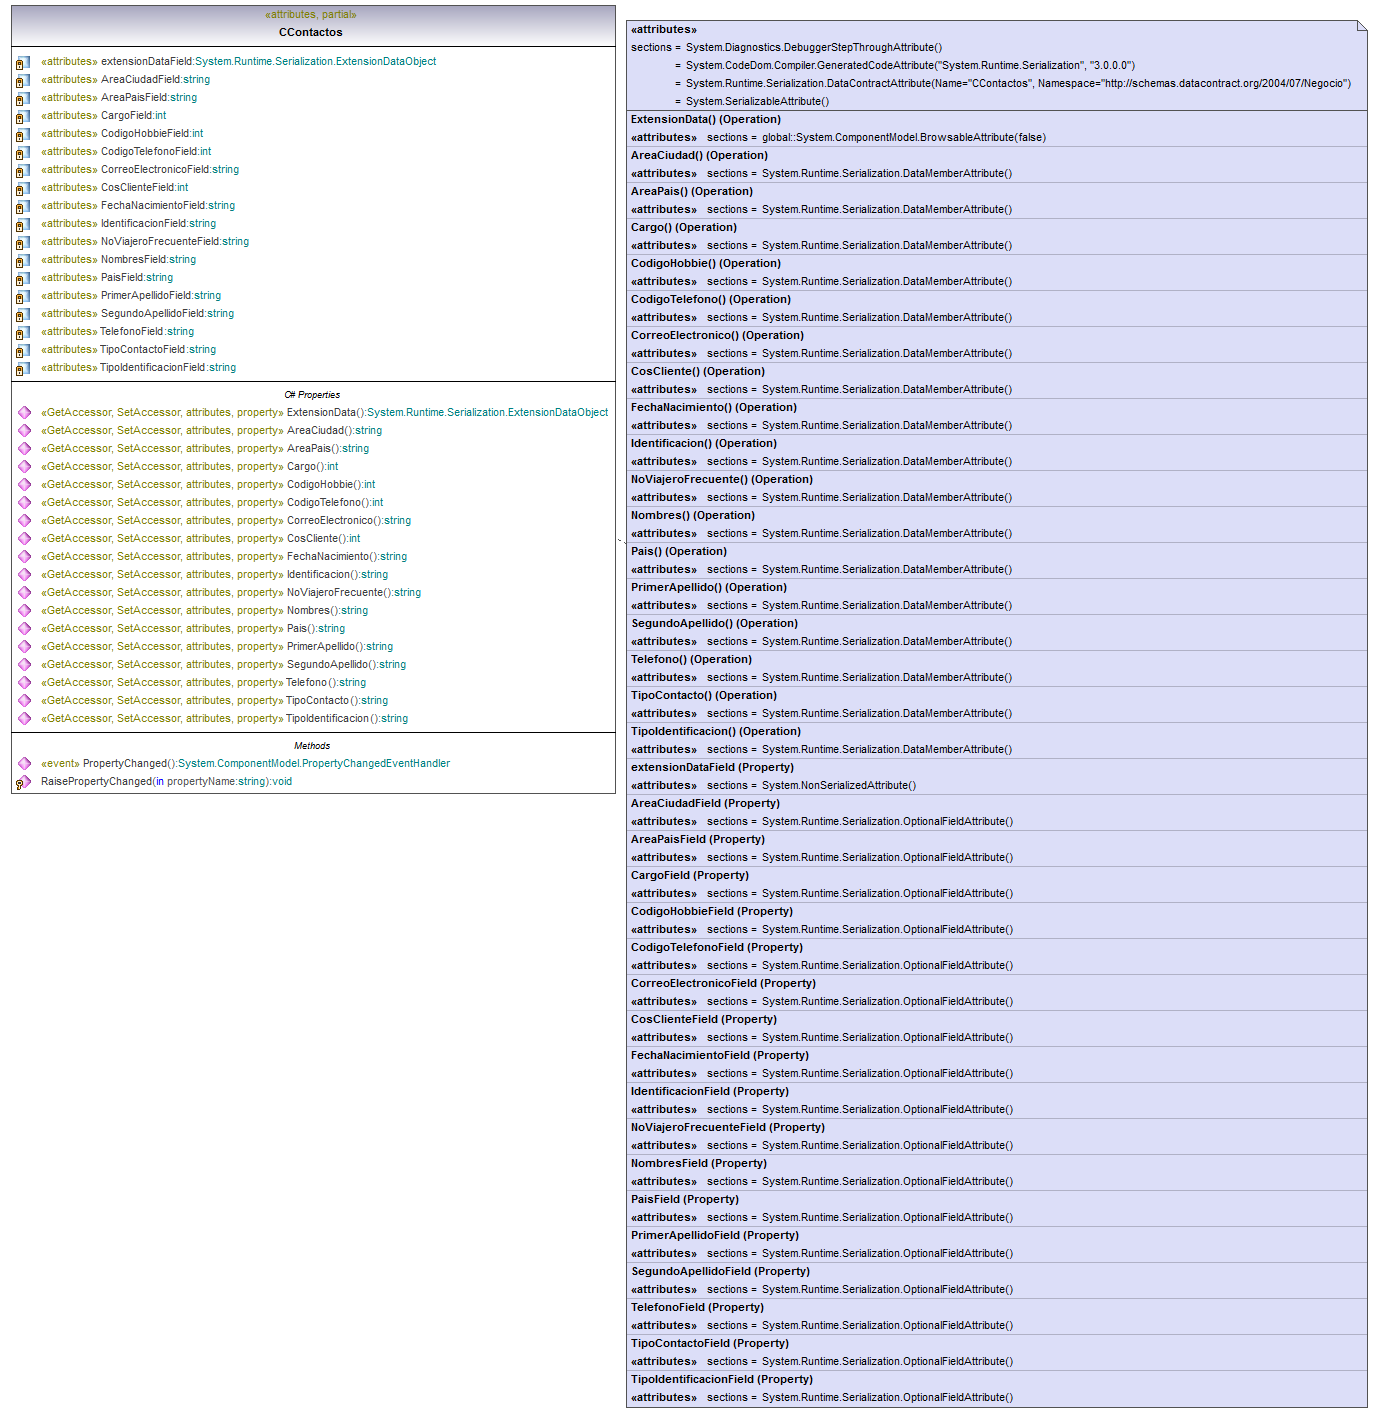 «attributes, partial»
CContactos
«attributes» extensionDataField:System.Runtime.Serialization.ExtensionDataObject
«attributes» AreaCiudadField:string
«attributes» AreaPaisField:string
«attributes» CargoField:int
«attributes» CodigoHobbieField:int
«attributes» CodigoTelefonoField:int
«attributes» CorreoElectronicoField:string
«attributes» CosClienteField:int
«attributes» FechaNacimientoField:string
«attributes» IdentificacionField:string
«attributes» NoViajeroFrecuenteField:string
«attributes» NombresField:string
«attributes» PaisField:string
«attributes» PrimerApellidoField:string
«attributes» SegundoApellidoField:string
«attributes» TelefonoField:string
«attributes» TipoContactoField:string
«attributes» TipoIdentificacionField:string
C# Properties
«GetAccessor, SetAccessor, attributes, property» ExtensionData():System.Runtime.Serialization.ExtensionDataObject
«GetAccessor, SetAccessor, attributes, property» AreaCiudad():string
«GetAccessor, SetAccessor, attributes, property» AreaPais():string
«GetAccessor, SetAccessor, attributes, property» Cargo():int
«GetAccessor, SetAccessor, attributes, property» CodigoHobbie():int
«GetAccessor, SetAccessor, attributes, property» CodigoTelefono():int
«GetAccessor, SetAccessor, attributes, property» CorreoElectronico():string
«GetAccessor, SetAccessor, attributes, property» CosCliente():int
«GetAccessor, SetAccessor, attributes, property» FechaNacimiento():string
«GetAccessor, SetAccessor, attributes, property» Identificacion():string
«GetAccessor, SetAccessor, attributes, property» NoViajeroFrecuente():string
«GetAccessor, SetAccessor, attributes, property» Nombres():string
«GetAccessor, SetAccessor, attributes, property» Pais():string
«GetAccessor, SetAccessor, attributes, property» PrimerApellido():string
«GetAccessor, SetAccessor, attributes, property» SegundoApellido():string
«GetAccessor, SetAccessor, attributes, property» Telefono():string
«GetAccessor, SetAccessor, attributes, property» TipoContacto():string
«GetAccessor, SetAccessor, attributes, property» TipoIdentificacion():string
Methods
«event» PropertyChanged():System.ComponentModel.PropertyChangedEventHandler
RaisePropertyChanged(in propertyName:string):void
«attributes»
sections = System.Diagnostics.DebuggerStepThroughAttribute()
= System.CodeDom.Compiler.GeneratedCodeAttribute("System.Runtime.Serialization", "3.0.0.0")
= System.Runtime.Serialization.DataContractAttribute(Name="CContactos", Namespace="http://schemas.datacontract.org/2004/07/Negocio")
= System.SerializableAttribute()
ExtensionData() (Operation)
«attributes» sections = global::System.ComponentModel.BrowsableAttribute(false)
AreaCiudad() (Operation)
«attributes» sections = System.Runtime.Serialization.DataMemberAttribute()
AreaPais() (Operation)
«attributes» sections = System.Runtime.Serialization.DataMemberAttribute()
Cargo() (Operation)
«attributes» sections = System.Runtime.Serialization.DataMemberAttribute()
CodigoHobbie() (Operation)
«attributes» sections = System.Runtime.Serialization.DataMemberAttribute()
CodigoTelefono() (Operation)
«attributes» sections = System.Runtime.Serialization.DataMemberAttribute()
CorreoElectronico() (Operation)
«attributes» sections = System.Runtime.Serialization.DataMemberAttribute()
CosCliente() (Operation)
«attributes» sections = System.Runtime.Serialization.DataMemberAttribute()
FechaNacimiento() (Operation)
«attributes» sections = System.Runtime.Serialization.DataMemberAttribute()
Identificacion() (Operation)
«attributes» sections = System.Runtime.Serialization.DataMemberAttribute()
NoViajeroFrecuente() (Operation)
«attributes» sections = System.Runtime.Serialization.DataMemberAttribute()
Nombres() (Operation)
«attributes» sections = System.Runtime.Serialization.DataMemberAttribute()
Pais() (Operation)
«attributes» sections = System.Runtime.Serialization.DataMemberAttribute()
PrimerApellido() (Operation)
«attributes» sections = System.Runtime.Serialization.DataMemberAttribute()
SegundoApellido() (Operation)
«attributes» sections = System.Runtime.Serialization.DataMemberAttribute()
Telefono() (Operation)
«attributes» sections = System.Runtime.Serialization.DataMemberAttribute()
TipoContacto() (Operation)
«attributes» sections = System.Runtime.Serialization.DataMemberAttribute()
TipoIdentificacion() (Operation)
«attributes» sections = System.Runtime.Serialization.DataMemberAttribute()
extensionDataField (Property)
«attributes» sections = System.NonSerializedAttribute()
AreaCiudadField (Property)
«attributes» sections = System.Runtime.Serialization.OptionalFieldAttribute()
AreaPaisField (Property)
«attributes» sections = System.Runtime.Serialization.OptionalFieldAttribute()
CargoField (Property)
«attributes» sections = System.Runtime.Serialization.OptionalFieldAttribute()
CodigoHobbieField (Property)
«attributes» sections = System.Runtime.Serialization.OptionalFieldAttribute()
CodigoTelefonoField (Property)
«attributes» sections = System.Runtime.Serialization.OptionalFieldAttribute()
CorreoElectronicoField (Property)
«attributes» sections = System.Runtime.Serialization.OptionalFieldAttribute()
CosClienteField (Property)
«attributes» sections = System.Runtime.Serialization.OptionalFieldAttribute()
FechaNacimientoField (Property)
«attributes» sections = System.Runtime.Serialization.OptionalFieldAttribute()
IdentificacionField (Property)
«attributes» sections = System.Runtime.Serialization.OptionalFieldAttribute()
NoViajeroFrecuenteField (Property)
«attributes» sections = System.Runtime.Serialization.OptionalFieldAttribute()
NombresField (Property)
«attributes» sections = System.Runtime.Serialization.OptionalFieldAttribute()
PaisField (Property)
«attributes» sections = System.Runtime.Serialization.OptionalFieldAttribute()
PrimerApellidoField (Property)
«attributes» sections = System.Runtime.Serialization.OptionalFieldAttribute()
SegundoApellidoField (Property)
«attributes» sections = System.Runtime.Serialization.OptionalFieldAttribute()
TelefonoField (Property)
«attributes» sections = System.Runtime.Serialization.OptionalFieldAttribute()
TipoContactoField (Property)
«attributes» sections = System.Runtime.Serialization.OptionalFieldAttribute()
TipoIdentificacionField (Property)
«attributes» sections = System.Runtime.Serialization.OptionalFieldAttribute()